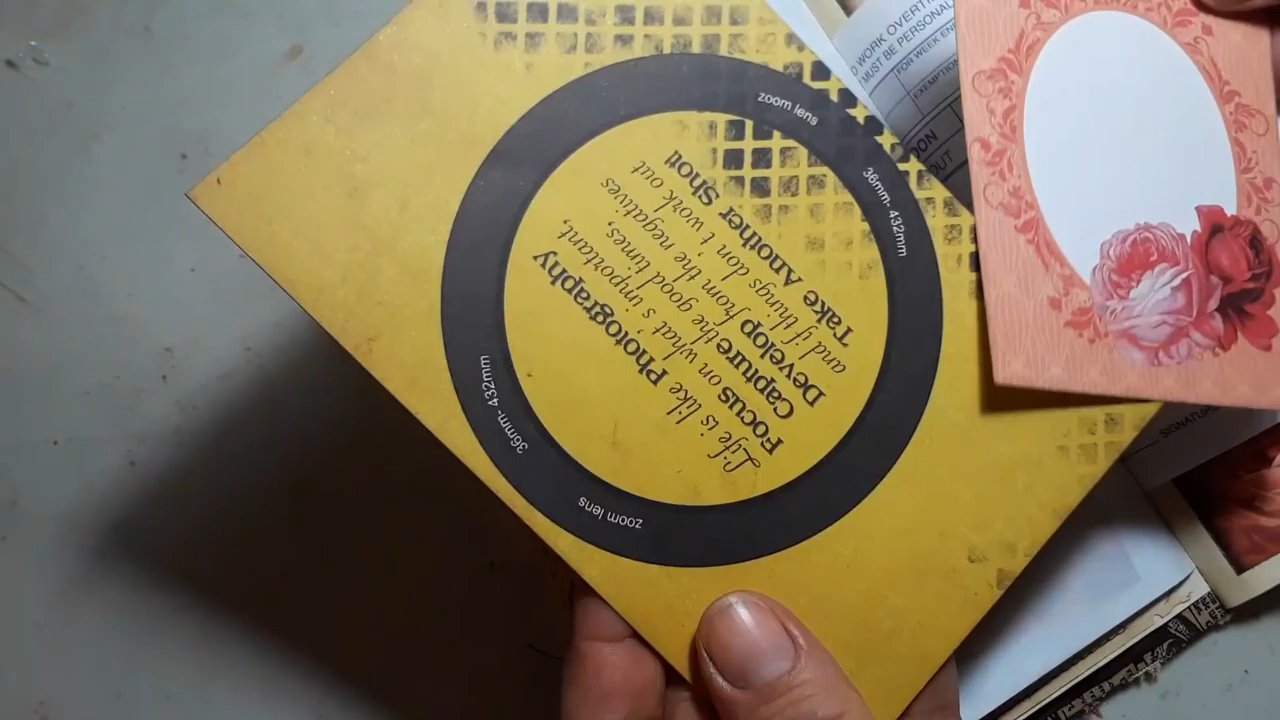 Life is like Photography
Focus on what's important,
Capture the good times,
Develop from the negatives
and if things don't work out
Take Another Shot!
zoom lens
36mm- 432mm
zoom lens
36mm- 432mm
WORK OVERTI
MUST BE PERSONAL
FOR WEEK EN
EXEMPTION
OUT
SIGNATUR